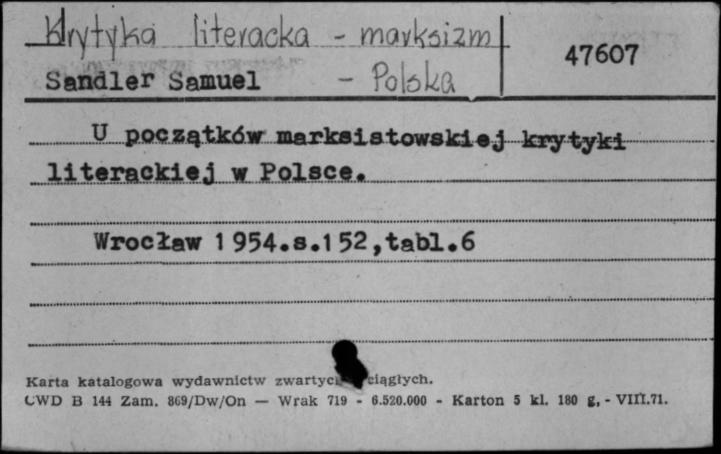 Krytyka literacka - marksizm
47607
Sandler Samuel - Polska
U początków marksistowskiej krytyki
literackiej w Polsce.
Wrocław 1954.s.152,tabl.6
Karta katalogowa wydawnictw zwartych ciągłych.
CWD B 144 Zam. 869/Dw/On — Wrak 719 - 6.520.000 - Karton 5 kl. 180 g, - VIII.71.